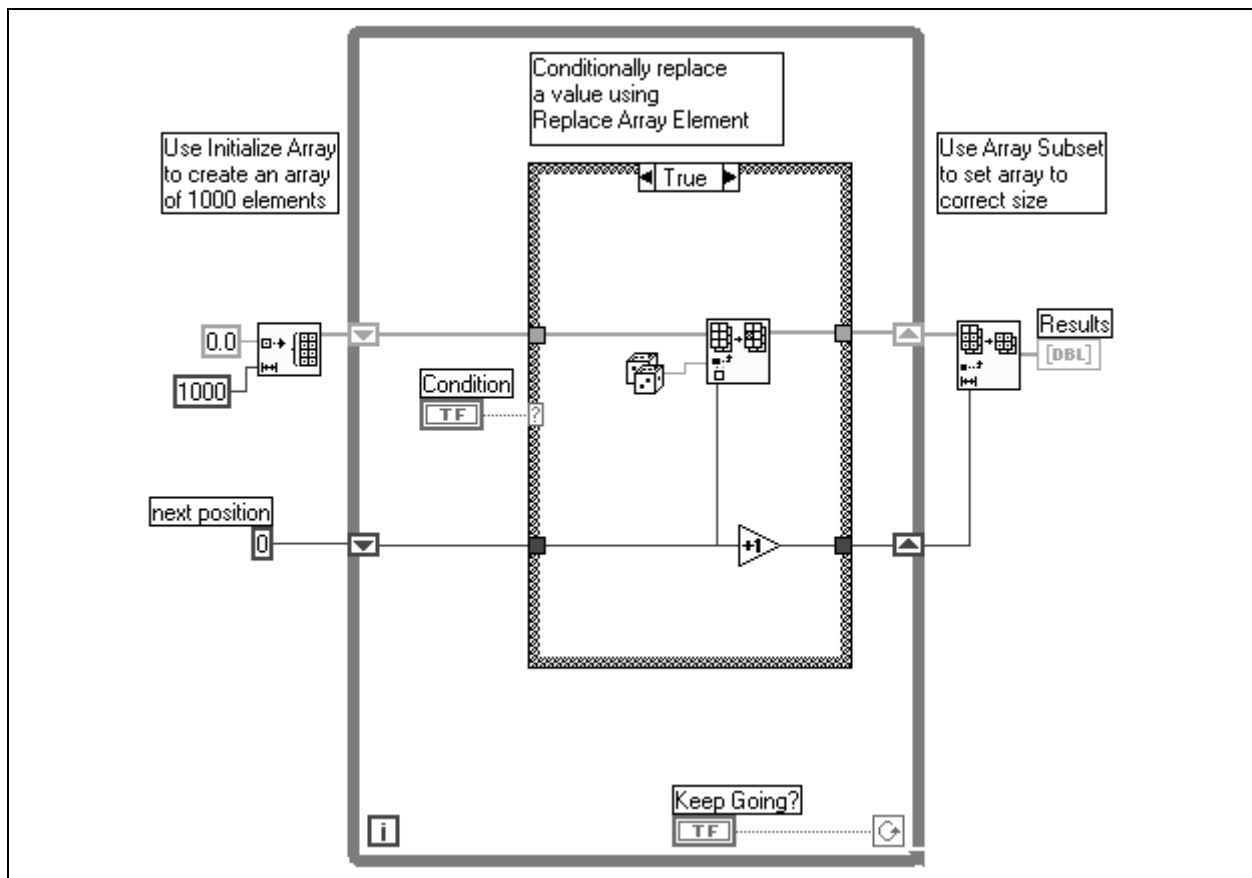 Conditionally replace
a value using
Replace Array Element
Use Initialize Array
to create an array
of 1000 elements
Use Array Subset
to set array to
correct size
True
0.0
1000
Condition
TF
?
Results
[DBL]
next position
0
+1
Keep Going?
TF
i